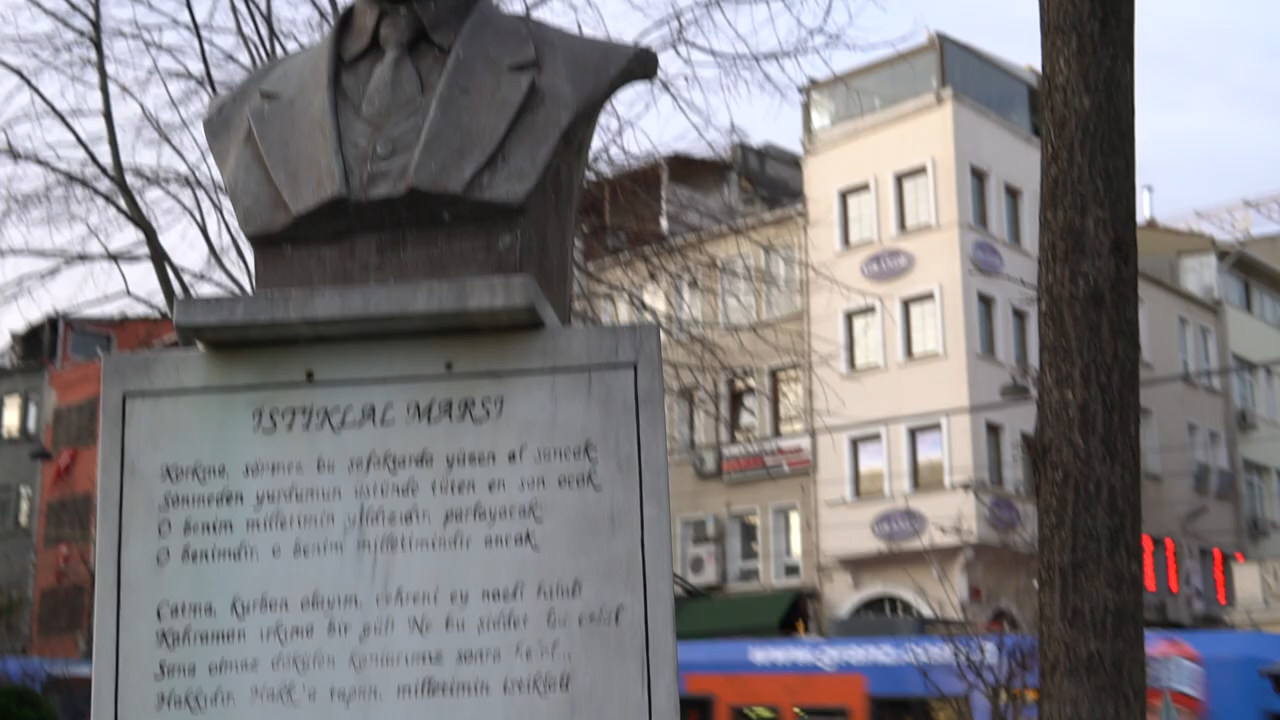 İSTİKLAL MARŞI
Korkma, sönmez bu şafaklarda yüzen al sancak
Sönmeden yurdumun üstünde tüten en son ocak
O benim milletimin yıldızıdır, parlayacak
O benimdir, o benim milletimindir ancak
Çatma, kurban olayım, çehreni ey nazlı hilal
Kahraman ırkıma bir gül! Ne bu şiddet bu celal
Sana olmaz dökülen kanlarımız sonra helal..
Hakkıdır, Hakk'a tapan, milletimin istiklal